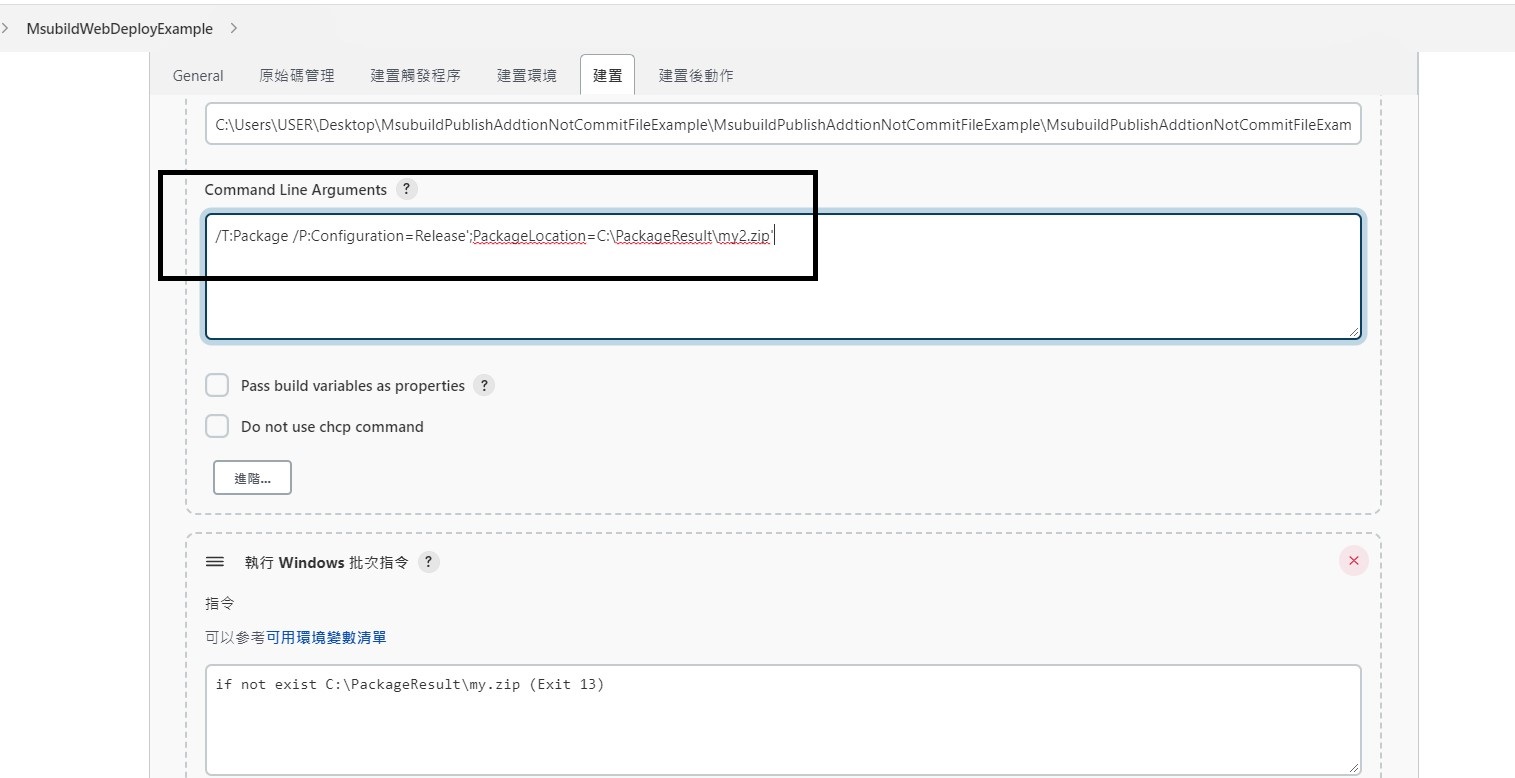 MsubildWebDeployExample
General 原始碼管理 建置觸發程序 建置環境 建置 建置後動作
C:\Users\USER\Desktop\MsubuildPublishAddtionNotCommitFileExample\MsubuildPublishAddtionNotCommitFileExample\MsubuildPublishAddtionNotCommitFileExam
Command Line Arguments ?
/T:Package /P:Configuration=Release';PackageLocation=C:\PackageResult\my2.zip'
Pass build variables as properties ?
Do not use chcp command
進階...
執行 Windows 批次指令 ?
指令
可以參考可用環境變數清單
if not exist C:\PackageResult\my.zip (Exit 13)